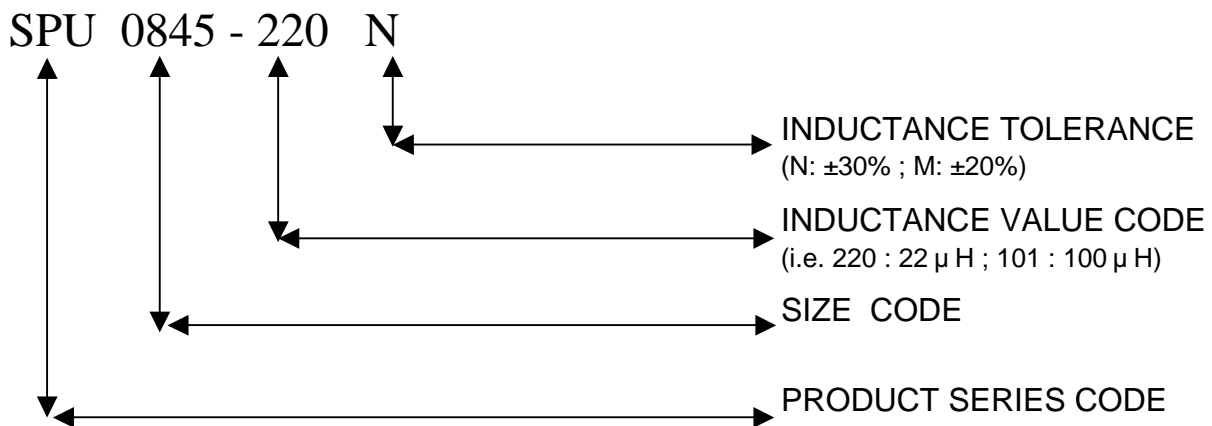 SPU 0845 - 220 N
INDUCTANCE TOLERANCE
(N: ±30% ; M: ±20%)
INDUCTANCE VALUE CODE
(i.e. 220 : 22 µ H ; 101 : 100 µ H)
SIZE CODE
PRODUCT SERIES CODE